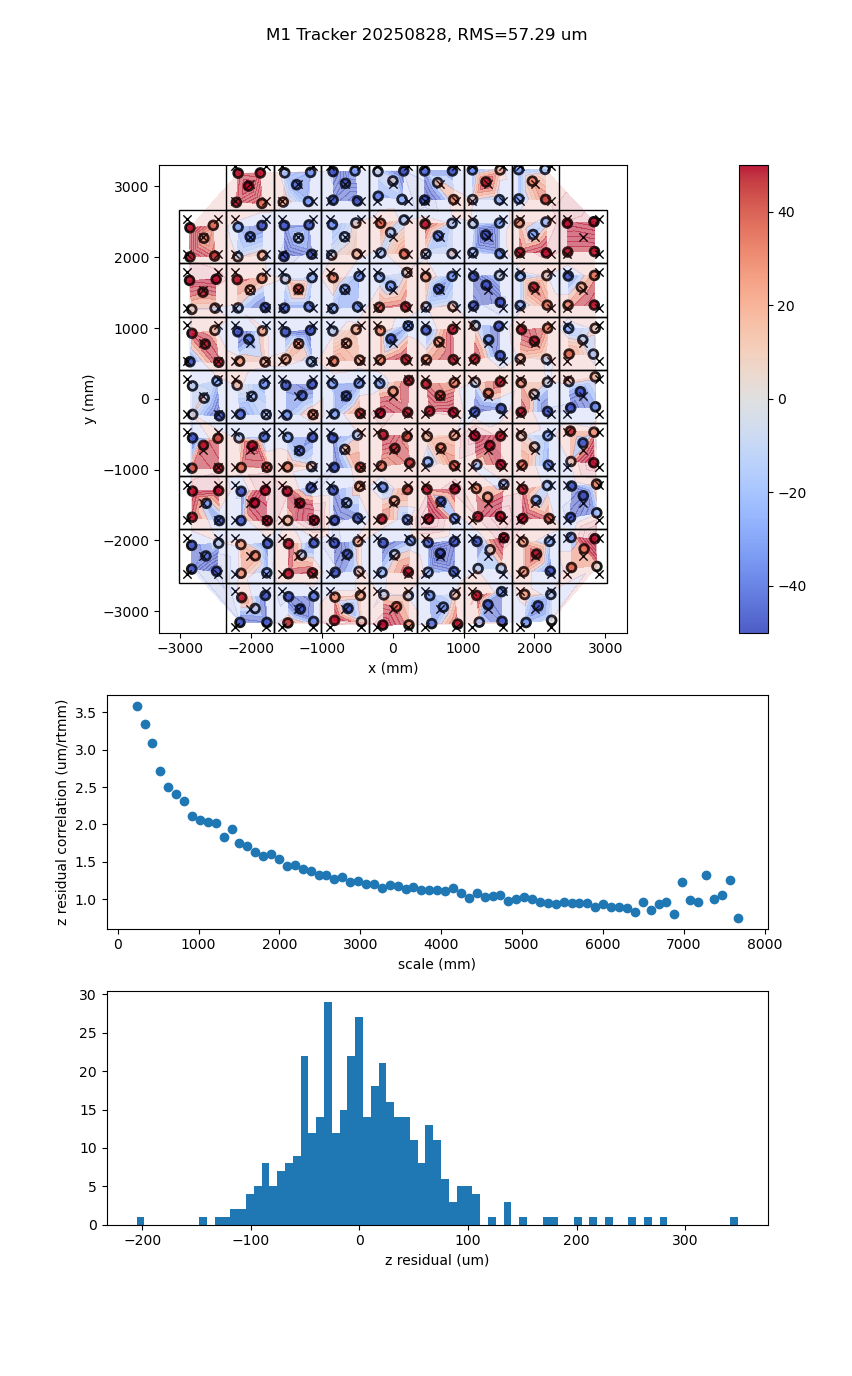 M1 Tracker 20250828, RMS=57.29 um
3000
2000
1000
0
−1000
−2000
−3000
y (mm)
−3000 −2000 −1000 0 1000 2000 3000
x (mm)
40
20
0
−20
−40
3.5
3.0
2.5
2.0
1.5
1.0
z residual correlation (um/rtmm)
0 1000 2000 3000 4000 5000 6000 7000 8000
scale (mm)
30
25
20
15
10
5
0
−200 −100 0 100 200 300
z residual (um)